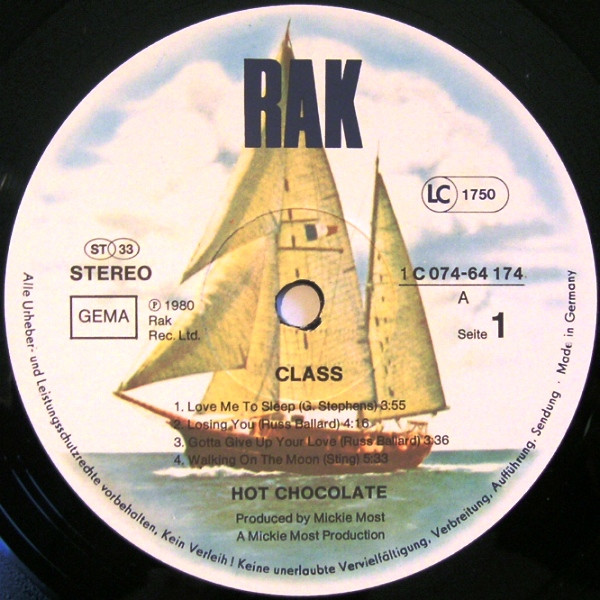 RAK
LC 1750
ST 33
STEREO
1 C 074-64 174
GEMA
℗ 1980
Rak
Rec. Ltd.
A
Seite 1
CLASS
1. Love Me To Sleep (G. Stephens) 3:55
2. Losing You (Russ Ballard) 4:16
3. Gotta Give Up Your Love (Russ Ballard) 3:36
4. Walking On The Moon (Sting) 5:33
HOT CHOCOLATE
Produced by Mickie Most
A Mickie Most Production
Alle Urheber- und Leistungsschutzrechte vorbehalten. Kein Verleih ! Keine unerlaubte Vervielfältigung, Verbreitung, Aufführung, Sendung · Made in Germany